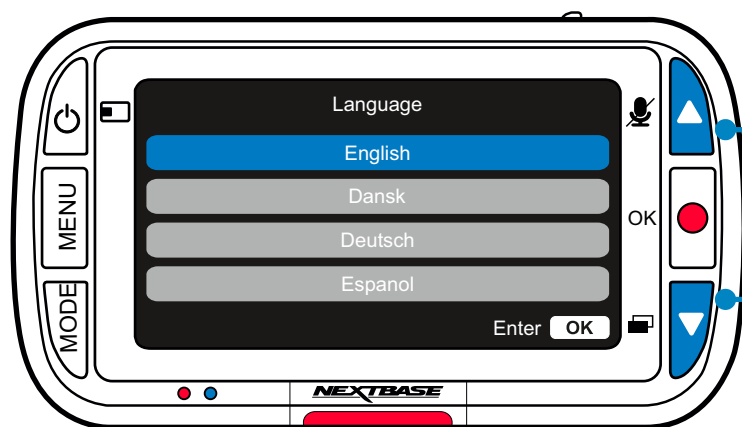 Language
English
MENU
Dansk
OK
Deutsch
Espanol
MODE
Enter OK
NEXTBASE